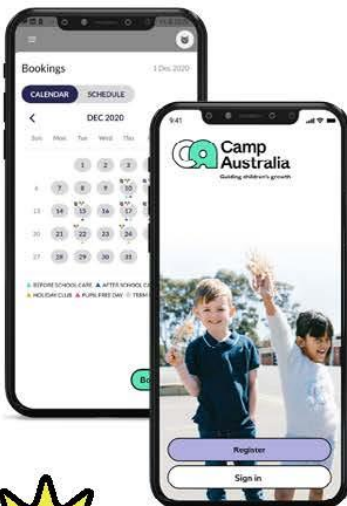 Bookings
1 Dec 2020
CALENDAR SCHEDULE
DEC 2020
Sun Mon Tue Wed Thu
1 2 3
6 7 8 9 10
13 14 15 16 17
20 21 22 23 24
27 28 29 30 31
BEFORE SCHOOL CARE AFTER SCHOOL C
HOLIDAY CLUB PUPIL FREE DAY TERM
Bo
9:41
Camp
Australia
Guiding children's growth
Register
Sign in